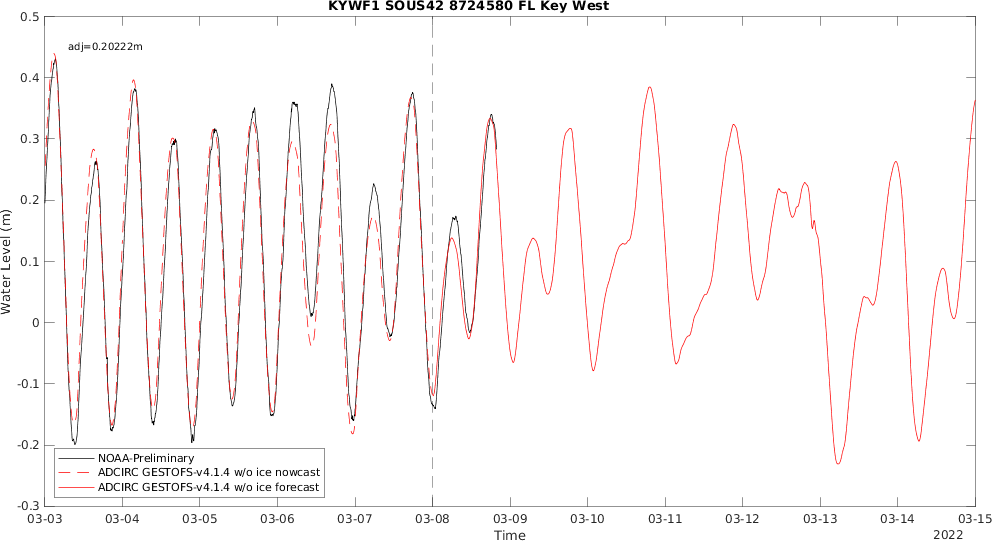 KYWF1 SOUS42 8724580 FL Key West
adj=0.20222m
0.5
0.4
0.3
0.2
0.1
0
-0.1
-0.2
-0.3
Water Level (m)
NOAA-Preliminary
ADCIRC GESTOFS-v4.1.4 w/o ice nowcast
ADCIRC GESTOFS-v4.1.4 w/o ice forecast
03-03 03-04 03-05 03-06 03-07 03-08 03-09 03-10 03-11 03-12 03-13 03-14 03-15
Time
2022